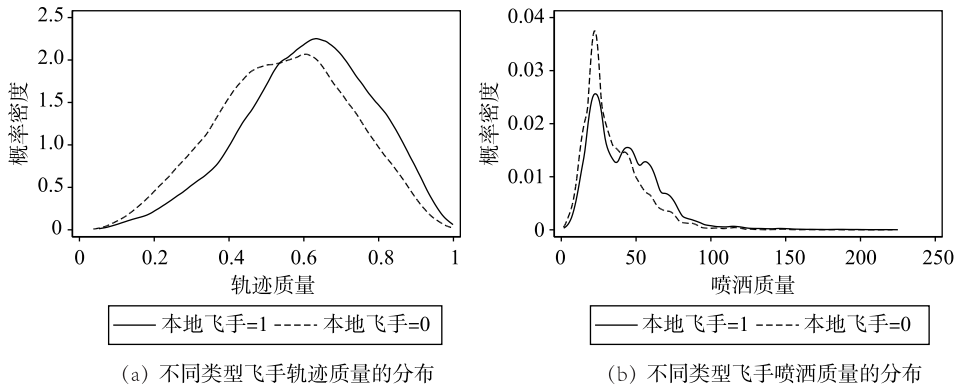 2.5
2.0
1.5
1.0
0.5
0
概率密度
0 0.2 0.4 0.6 0.8 1
轨迹质量
本地飞手=1 本地飞手=0
(a) 不同类型飞手轨迹质量的分布
0.04
0.03
0.02
0.01
0
概率密度
0 50 100 150 200 250
喷洒质量
本地飞手=1 本地飞手=0
(b) 不同类型飞手喷洒质量的分布